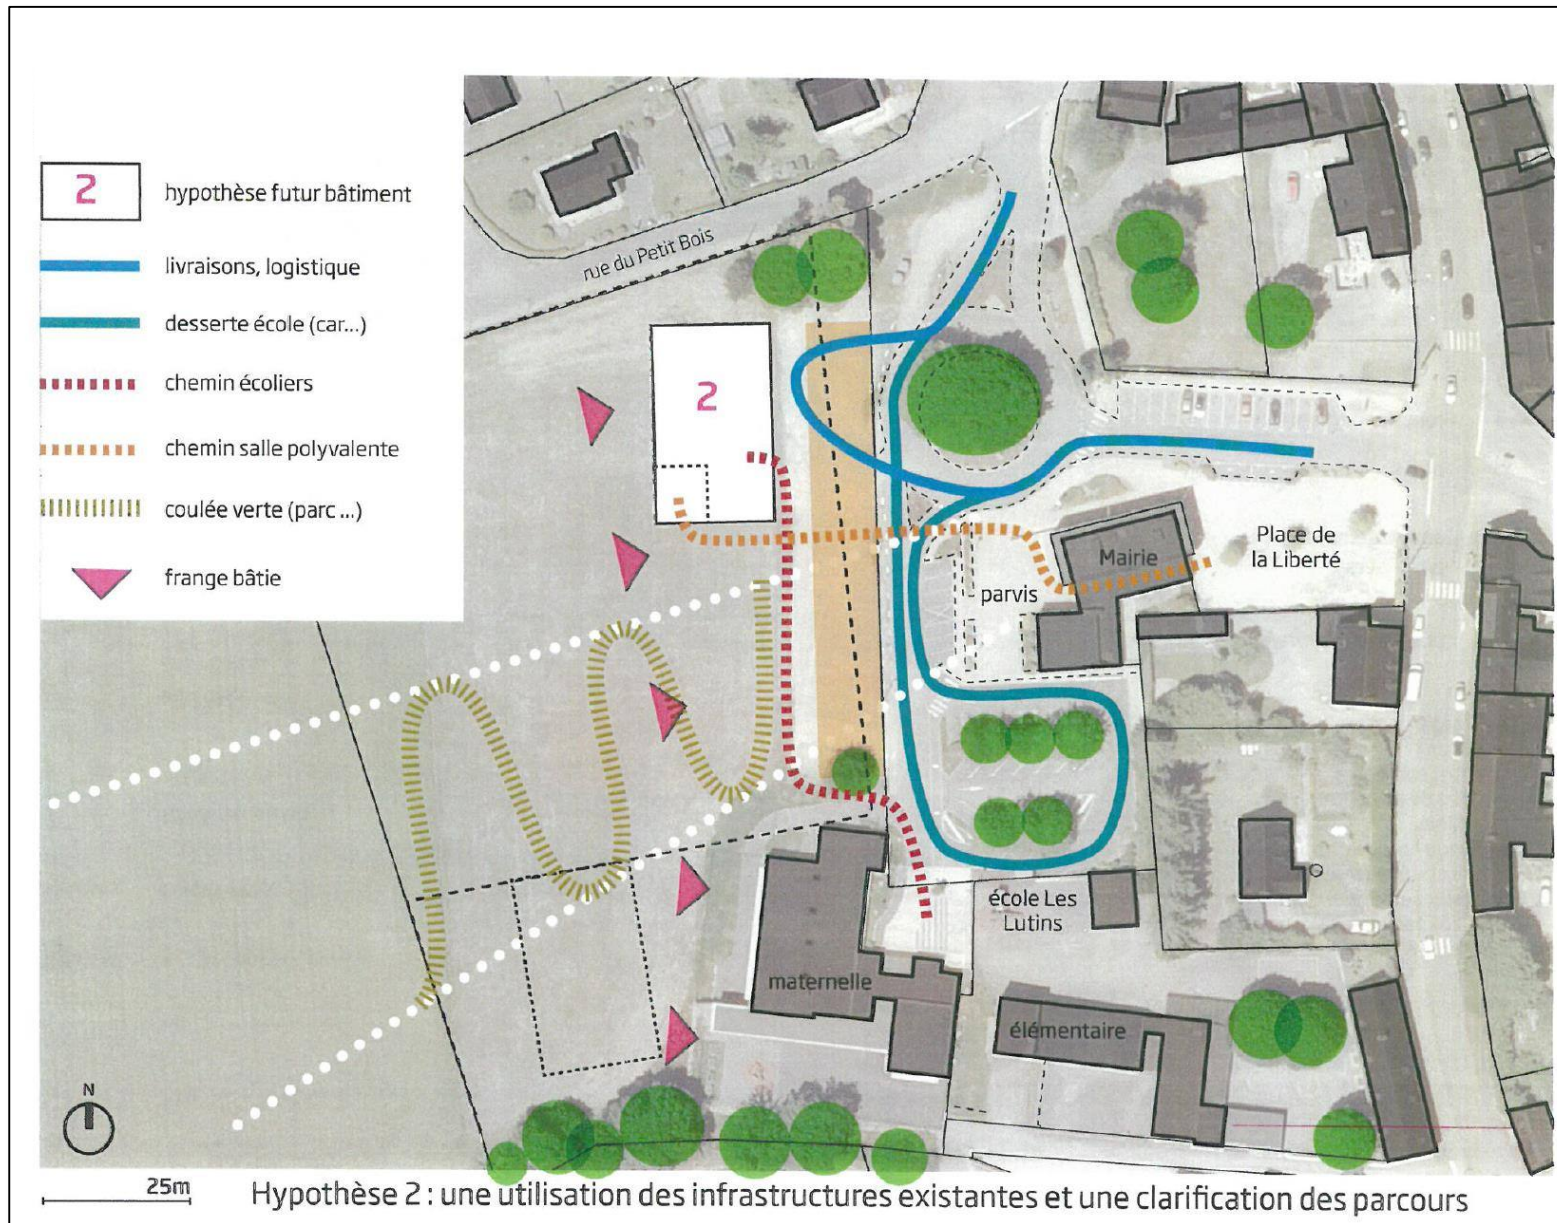 2
hypothèse futur bâtiment
livraisons, logistique
desserte école (car...)
chemin écoliers
chemin salle polyvalente
coulée verte (parc ...)
frange bâtie
rue du Petit Bois
2
Mairie
Place de
la Liberté
parvis
école Les
Lutins
maternelle
élémentaire
N
25m
Hypothèse 2 : une utilisation des infrastructures existantes et une clarification des parcours